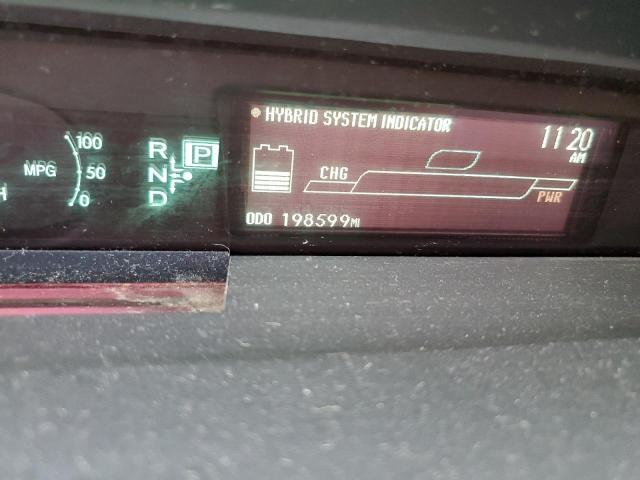 HYBRID SYSTEM INDICATOR
11:20
AM
100
MPG 50
0
H
R
P
N
D
CHG
PWR
ODO 198599MI